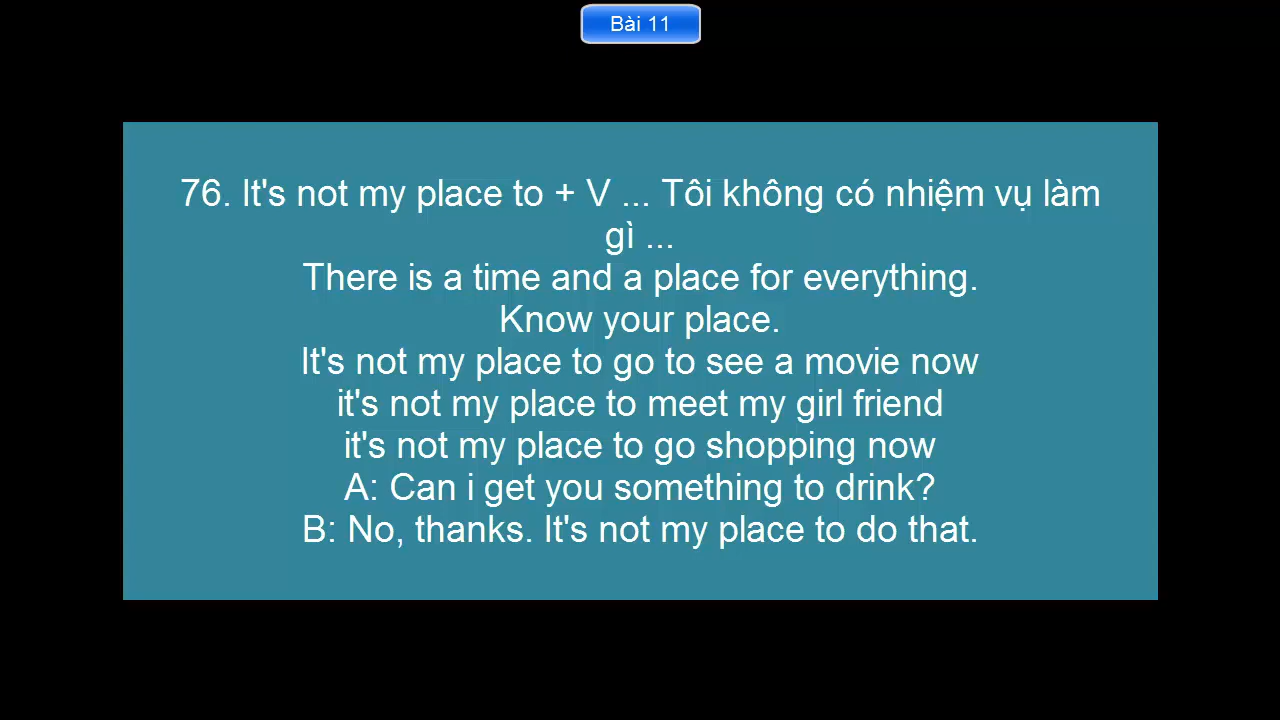 Bài 11
76. It's not my place to + V ... Tôi không có nhiệm vụ làm
gì ...
There is a time and a place for everything.
Know your place.
It's not my place to go to see a movie now
it's not my place to meet my girl friend
it's not my place to go shopping now
A: Can i get you something to drink?
B: No, thanks. It's not my place to do that.